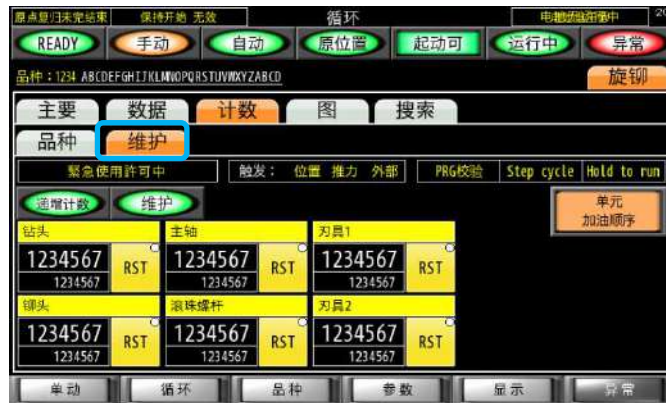 原点复归未完结束 保持开始 无效 循环
READY 手动 自动 原位置 起动可 运行中 异常
品种：1234 ABCDEFGHIJKLMNOPQRSTUVWXYZABCD 旋铆
主要 数据 计数 图 搜索
品种 维护
緊急使用許可中 触发： 位置 推力 外部 PRG校验 Step cycle Hold to run
递增计数 维护 单元
加油顺序
钻头 主轴 刃具1
1234567 RST 1234567 RST 1234567 RST
1234567 1234567 1234567
铆头 滚珠螺杆 刃具2
1234567 RST 1234567 RST 1234567 RST
1234567 1234567 1234567
单动 循环 品种 参数 显示 异常